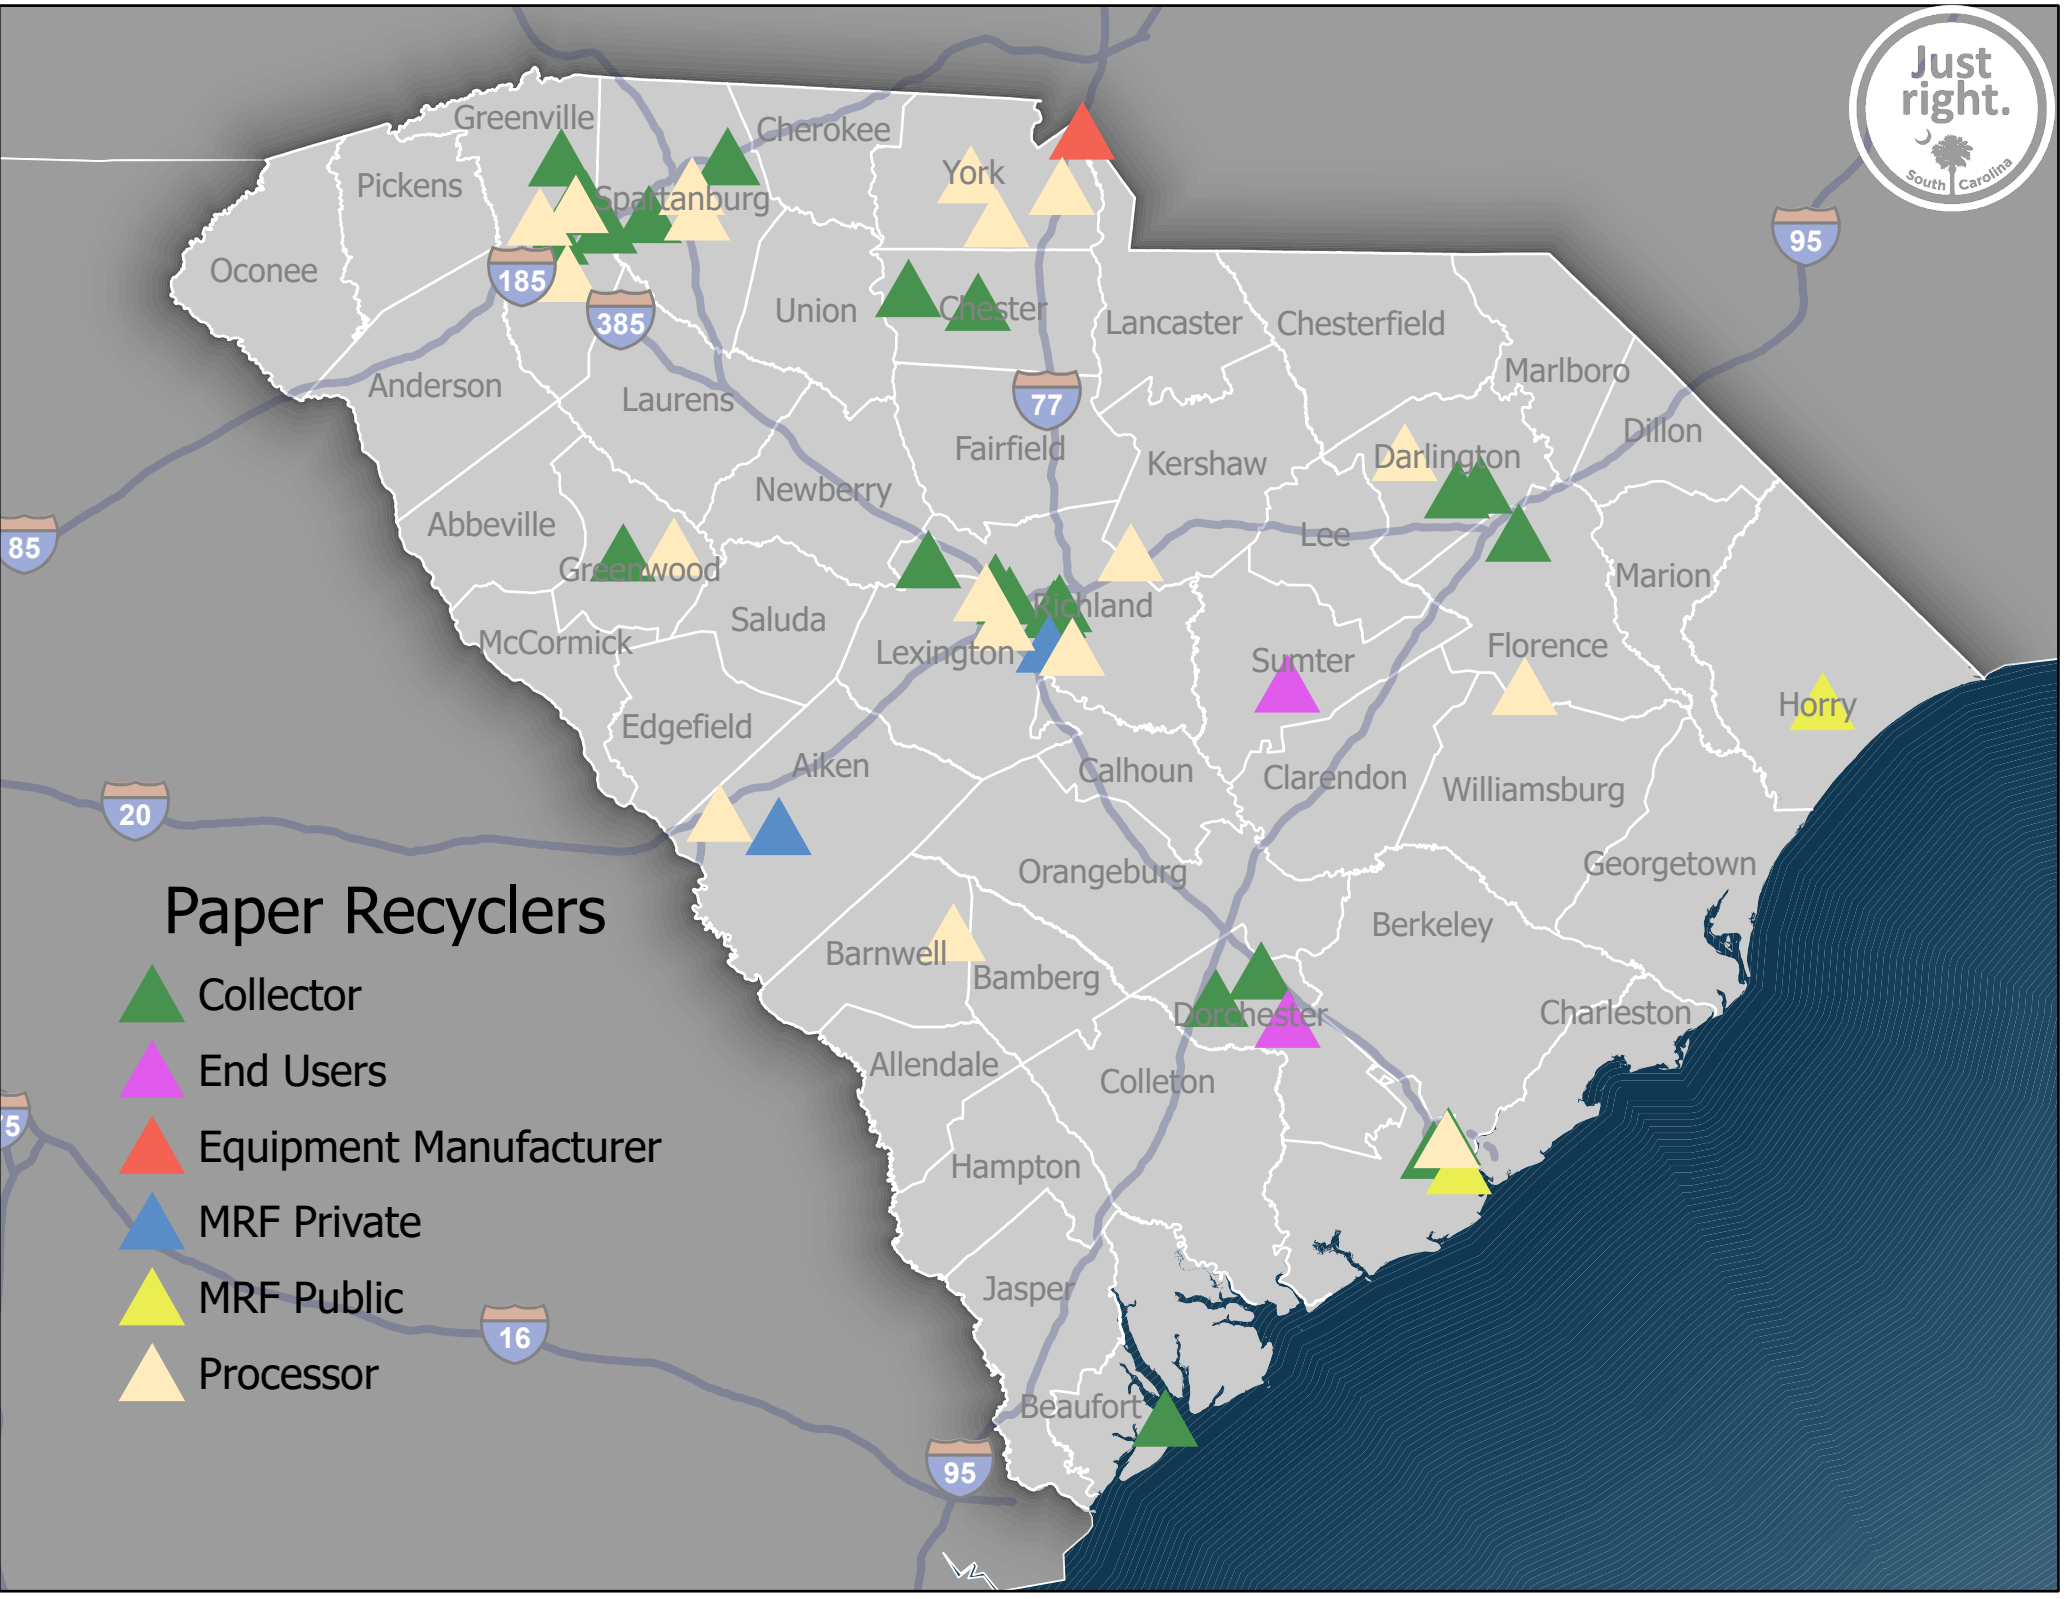 Just
right.
South Carolina
Greenville
Cherokee
Pickens
York
Spartanburg
95
Oconee
185
Union
Chester
385
Lancaster
Chesterfield
Marlboro
Anderson
Laurens
77
Dillon
Fairfield
Darlington
Kershaw
Newberry
Abbeville
Lee
85
Greenwood
Marion
Richland
Saluda
McCormick
Lexington
Florence
Sumter
Horry
Edgefield
Aiken
Calhoun
Clarendon
Williamsburg
20
Orangeburg
Georgetown
Paper Recyclers
Berkeley
Barnwell
Bamberg
Collector
Dorchester
Charleston
End Users
Allendale
Colleton
75
Equipment Manufacturer
Hampton
MRF Private
Jasper
MRF Public
16
Processor
Beaufort
95